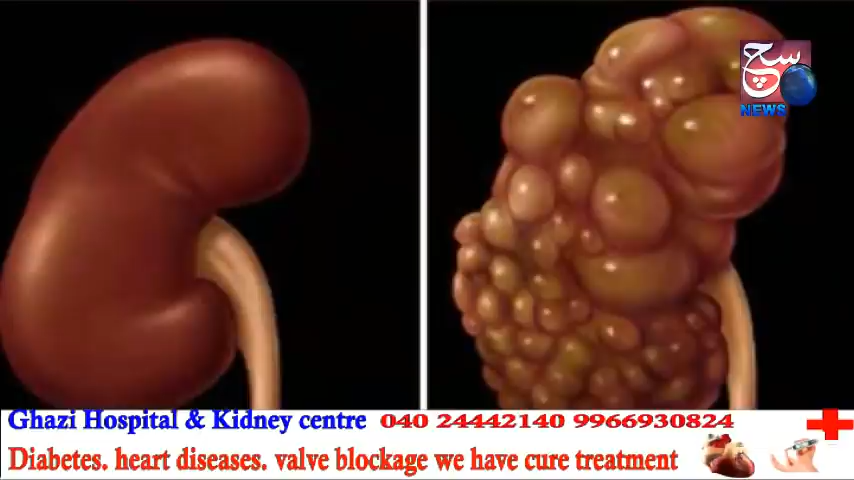 سچ
NEWS
Ghazi Hospital & Kidney centre 040 24442140 9966930824
Diabetes. heart diseases. valve blockage we have cure treatment